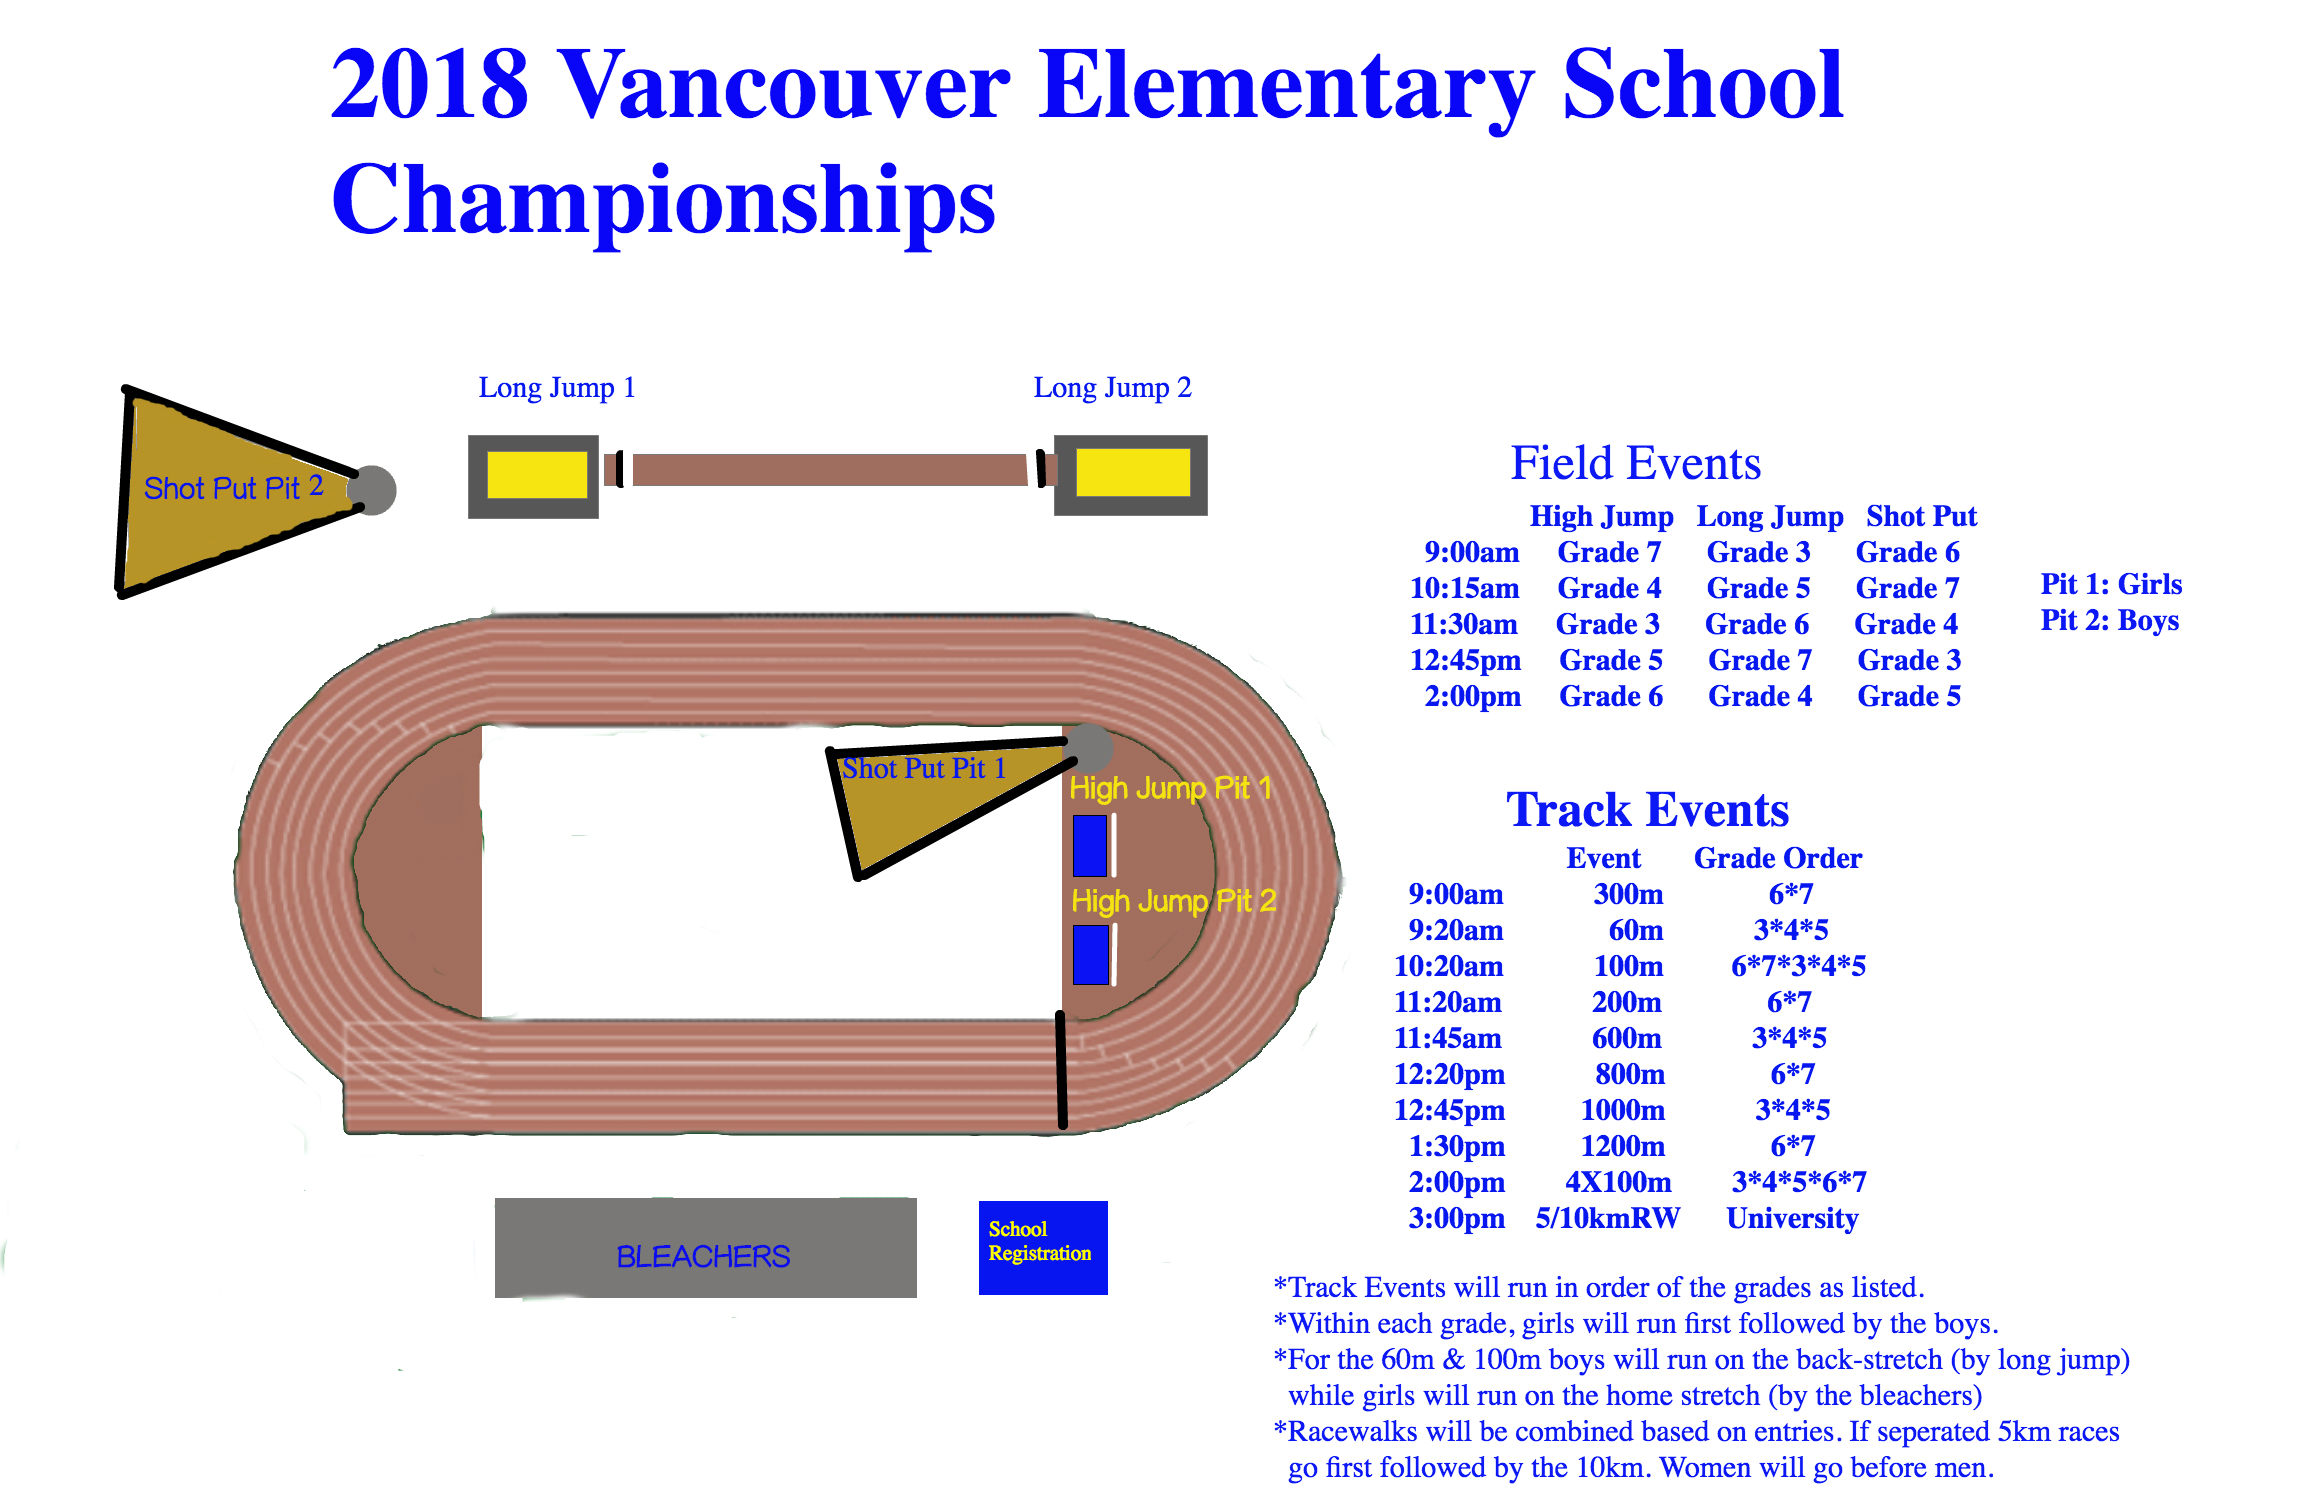 2018 Vancouver Elementary School
Championships
Long Jump 1
Long Jump 2
Shot Put Pit 2
Shot Put Pit 1
High Jump Pit 1
High Jump Pit 2
BLEACHERS
School
Registration
Field Events
High Jump Long Jump Shot Put
9:00am Grade 7 Grade 3 Grade 6
10:15am Grade 4 Grade 5 Grade 7
11:30am Grade 3 Grade 6 Grade 4
12:45pm Grade 5 Grade 7 Grade 3
2:00pm Grade 6 Grade 4 Grade 5
Pit 1: Girls
Pit 2: Boys
Track Events
Event Grade Order
9:00am 300m 6*7
9:20am 60m 3*4*5
10:20am 100m 6*7*3*4*5
11:20am 200m 6*7
11:45am 600m 3*4*5
12:20pm 800m 6*7
12:45pm 1000m 3*4*5
1:30pm 1200m 6*7
2:00pm 4X100m 3*4*5*6*7
3:00pm 5/10kmRW University
*Track Events will run in order of the grades as listed.
*Within each grade, girls will run first followed by the boys.
*For the 60m & 100m boys will run on the back-stretch (by long jump)
while girls will run on the home stretch (by the bleachers)
*Racewalks will be combined based on entries. If seperated 5km races
go first followed by the 10km. Women will go before men.